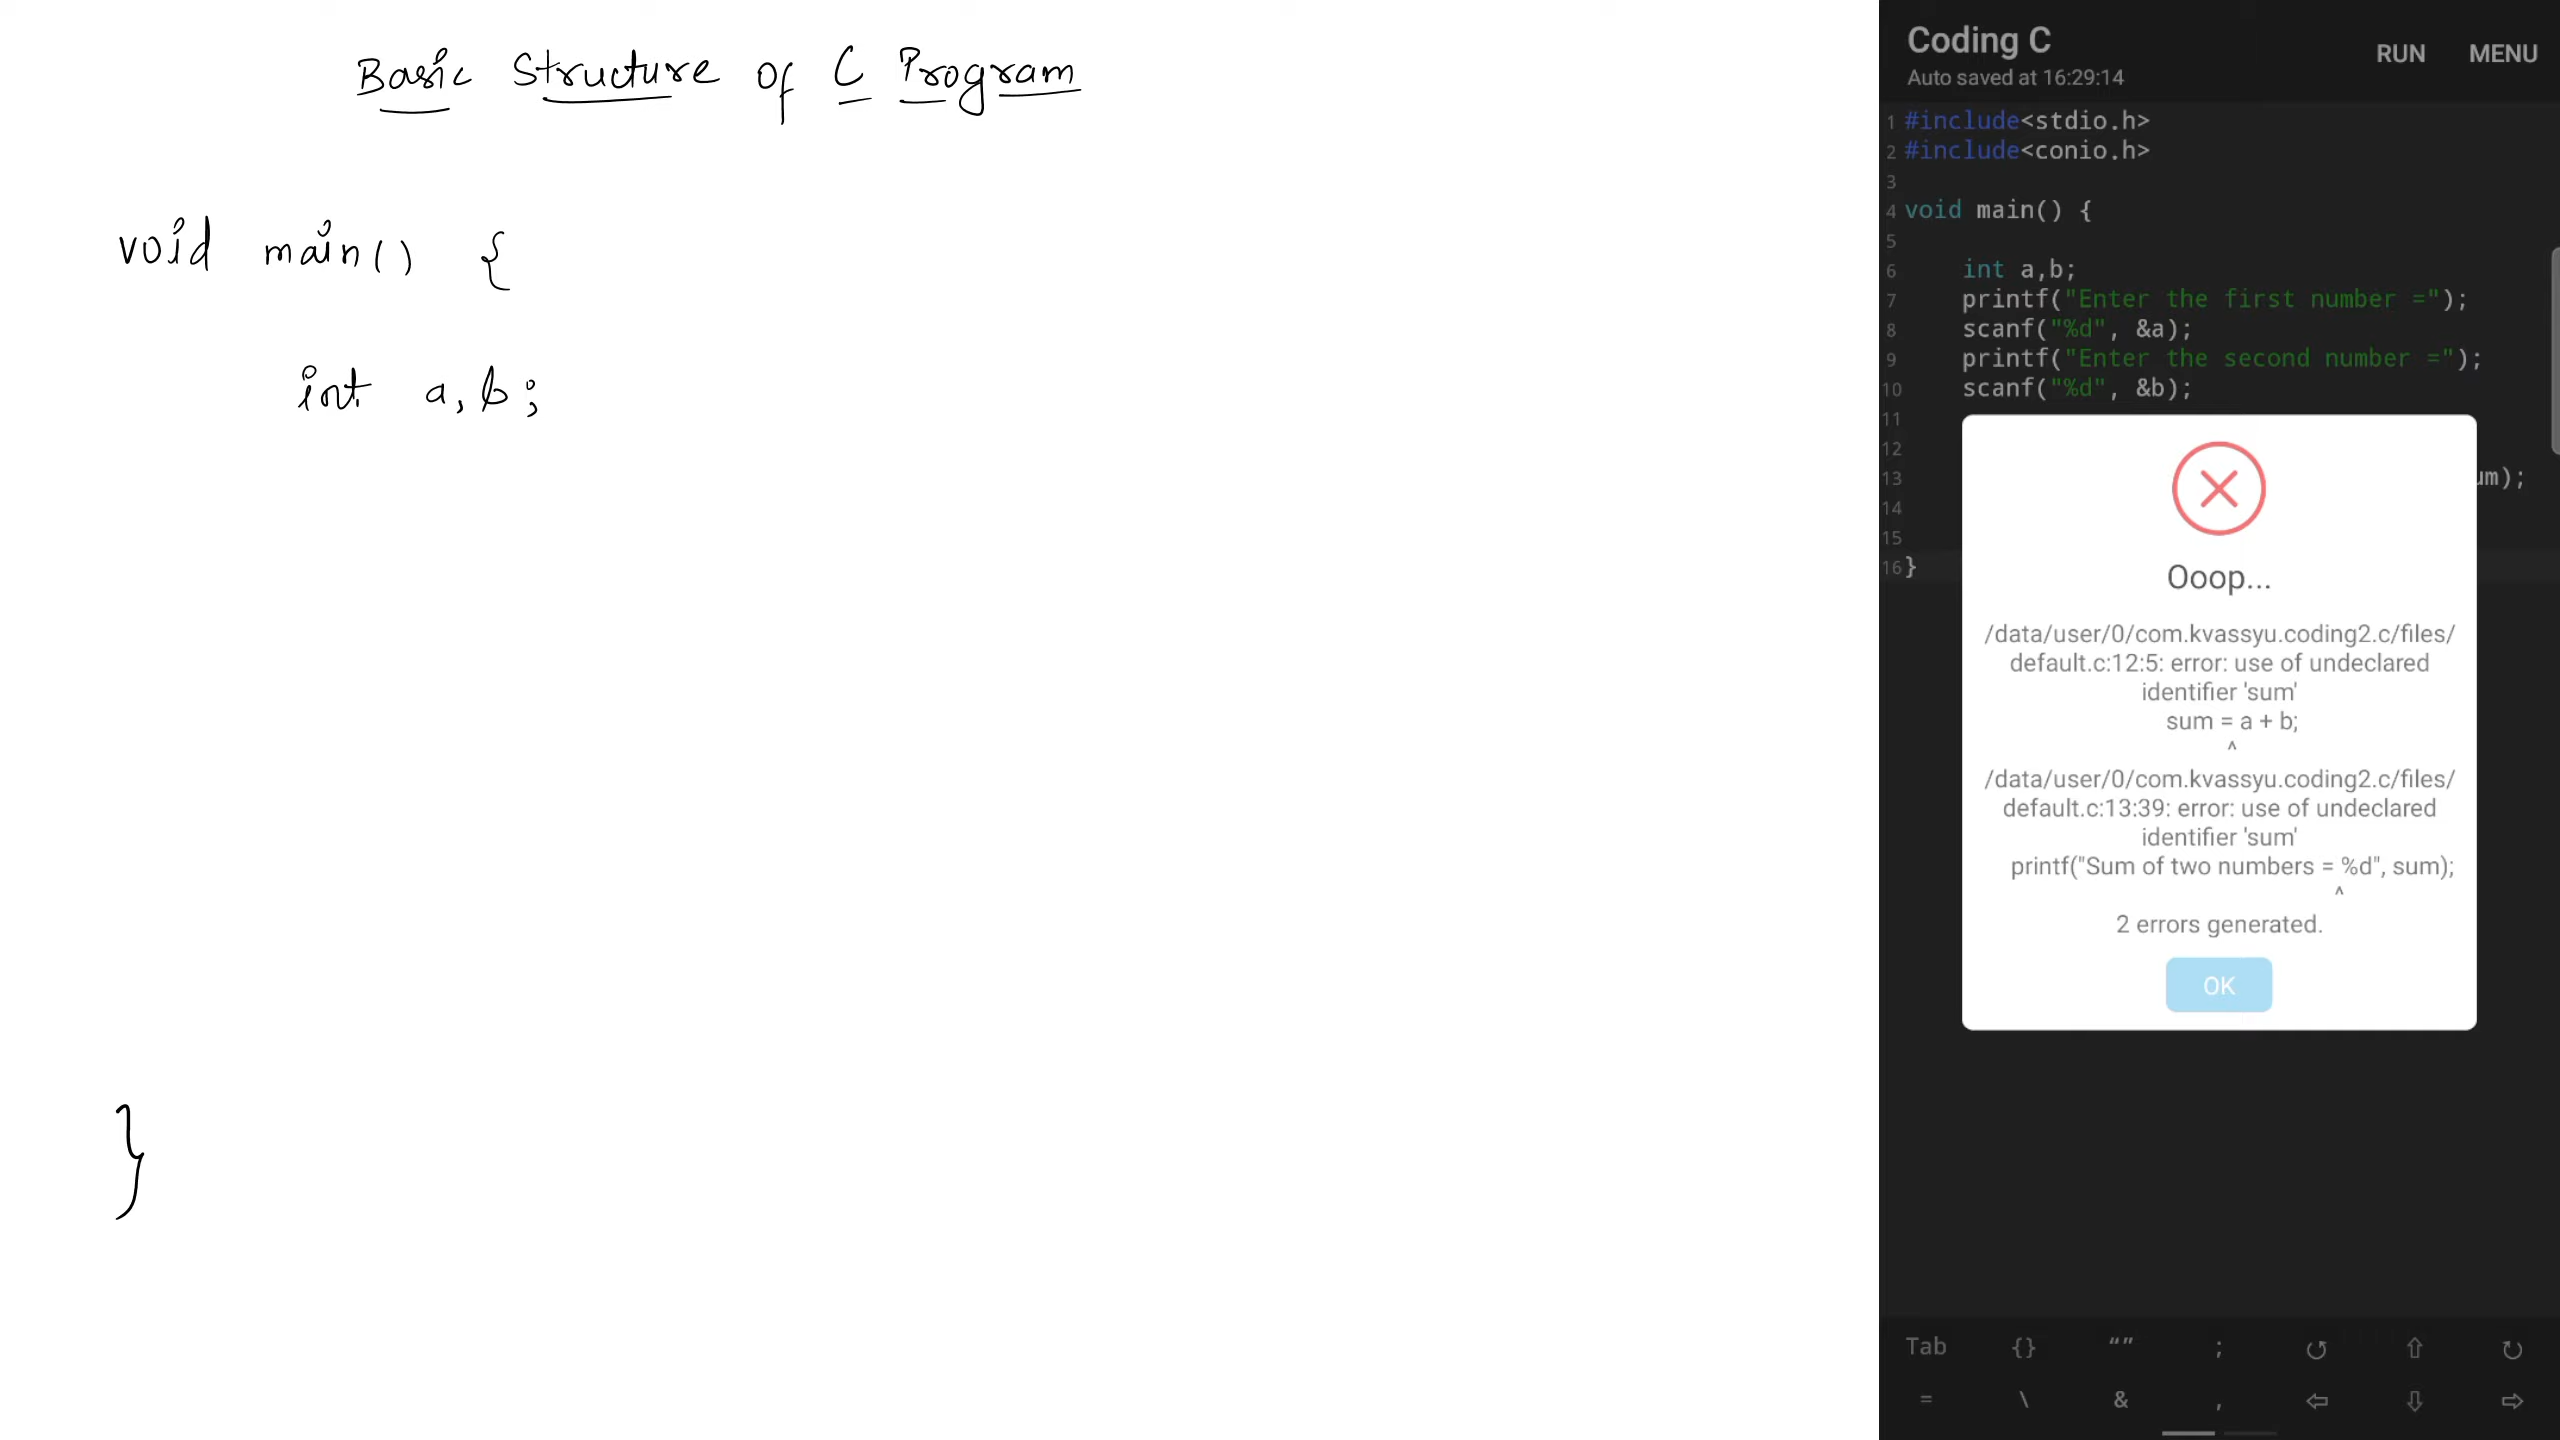 Basic Structure of C Program
void main() {
int a,b;
}
Coding C
Auto saved at 16:29:14
RUN MENU
1 #include<stdio.h>
2 #include<conio.h>
3
4 void main() {
5
6 int a,b;
7 printf("Enter the first number =");
8 scanf("%d", &a);
9 printf("Enter the second number =");
10 scanf("%d", &b);
11
12
13 um);
14
15
16 }
Ooop...
/data/user/0/com.kvassyu.coding2.c/files/
default.c:12:5: error: use of undeclared
identifier 'sum'
sum = a + b;
^
/data/user/0/com.kvassyu.coding2.c/files/
default.c:13:39: error: use of undeclared
identifier 'sum'
printf("Sum of two numbers = %d", sum);
^
2 errors generated.
OK
Tab {} “” ; ↺ ⇧ ↻
= \ & , ⇦ ⇩ ⇨